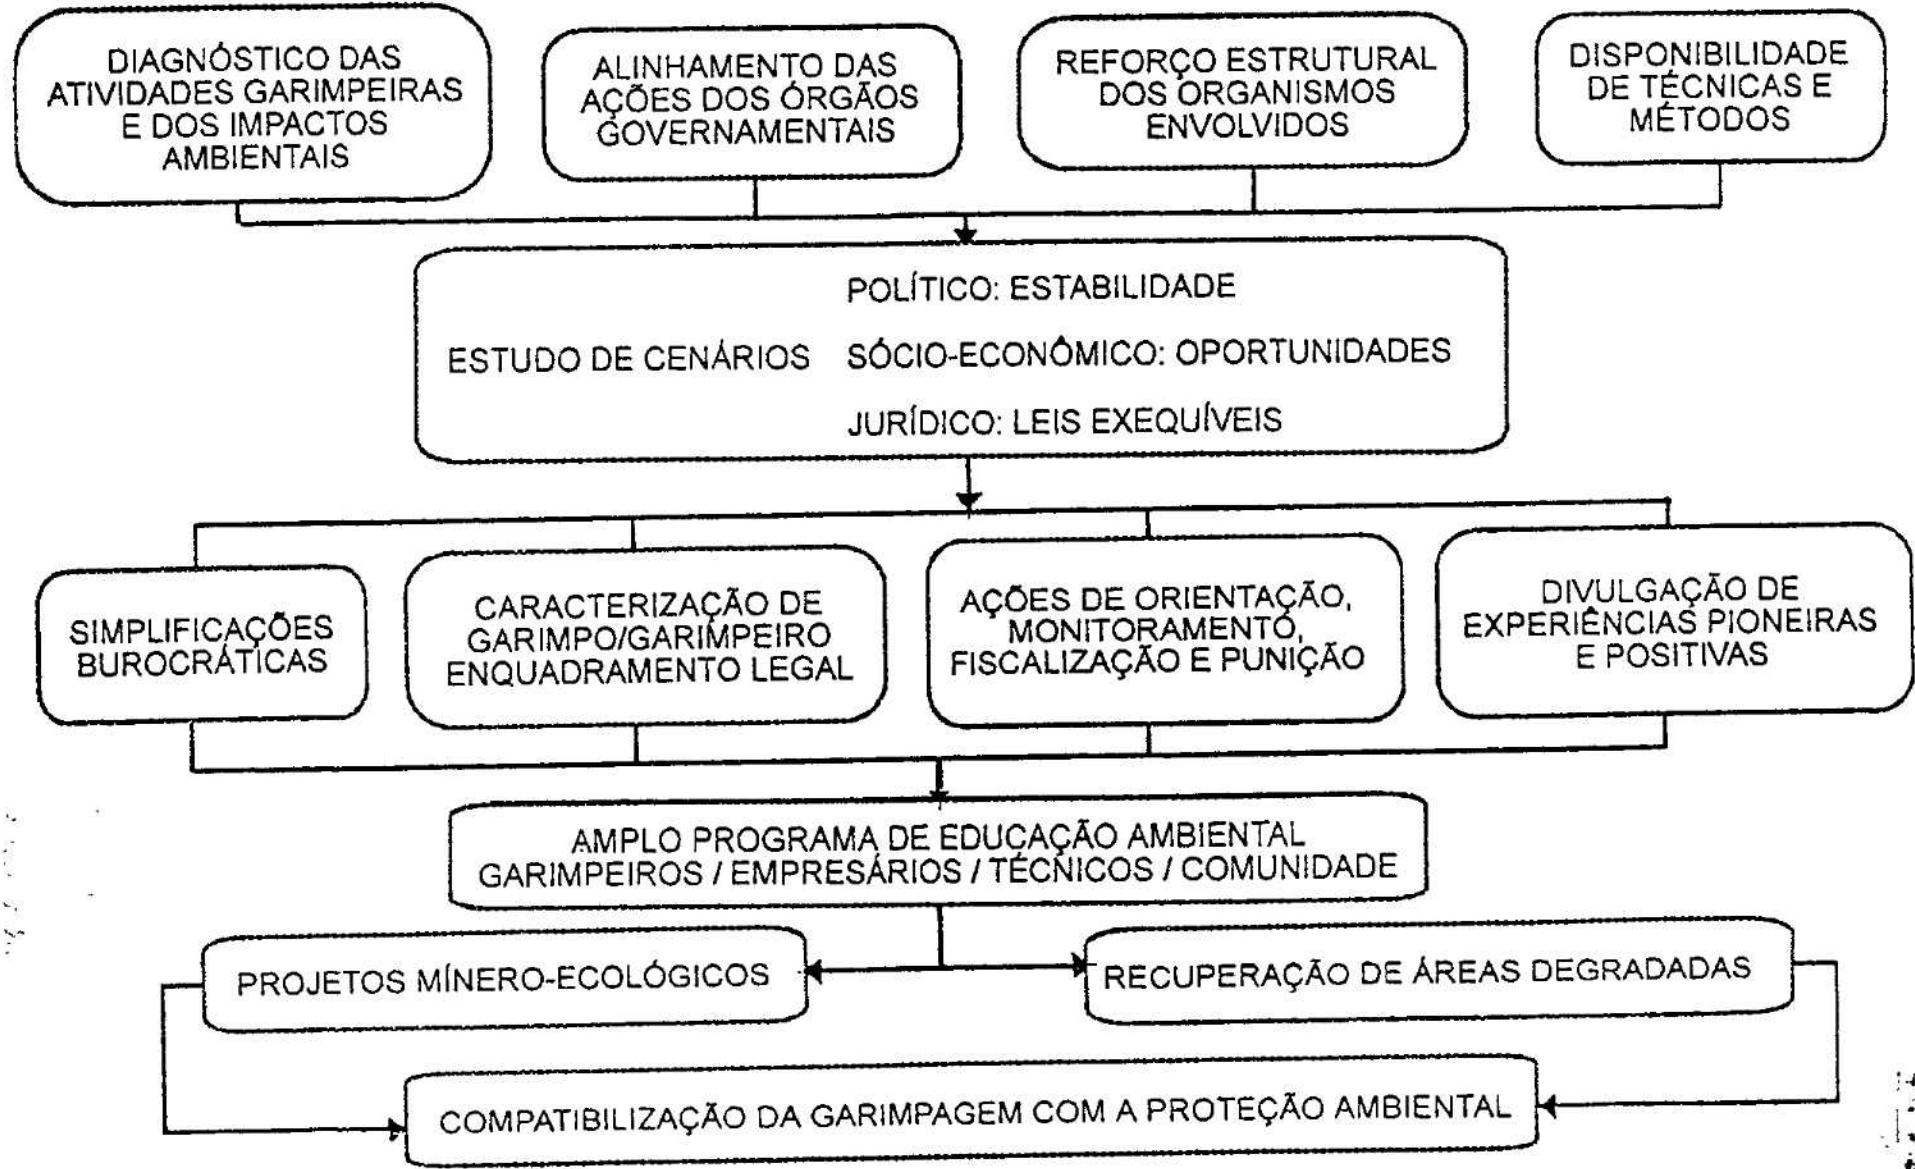 DIAGNÓSTICO DAS
ATIVIDADES GARIMPEIRAS
E DOS IMPACTOS
AMBIENTAIS
ALINHAMENTO DAS
AÇÕES DOS ÓRGÃOS
GOVERNAMENTAIS
REFORÇO ESTRUTURAL
DOS ORGANISMOS
ENVOLVIDOS
DISPONIBILIDADE
DE TÉCNICAS E
MÉTODOS
POLÍTICO: ESTABILIDADE
ESTUDO DE CENÁRIOS SÓCIO-ECONÔMICO: OPORTUNIDADES
JURÍDICO: LEIS EXEQUÍVEIS
SIMPLIFICAÇÕES
BUROCRÁTICAS
CARACTERIZAÇÃO DE
GARIMPO/GARIMPEIRO
ENQUADRAMENTO LEGAL
AÇÕES DE ORIENTAÇÃO,
MONITORAMENTO,
FISCALIZAÇÃO E PUNIÇÃO
DIVULGAÇÃO DE
EXPERIÊNCIAS PIONEIRAS
E POSITIVAS
AMPLO PROGRAMA DE EDUCAÇÃO AMBIENTAL
GARIMPEIROS / EMPRESÁRIOS / TÉCNICOS / COMUNIDADE
PROJETOS MÍNERO-ECOLÓGICOS
RECUPERAÇÃO DE ÁREAS DEGRADADAS
COMPATIBILIZAÇÃO DA GARIMPAGEM COM A PROTEÇÃO AMBIENTAL